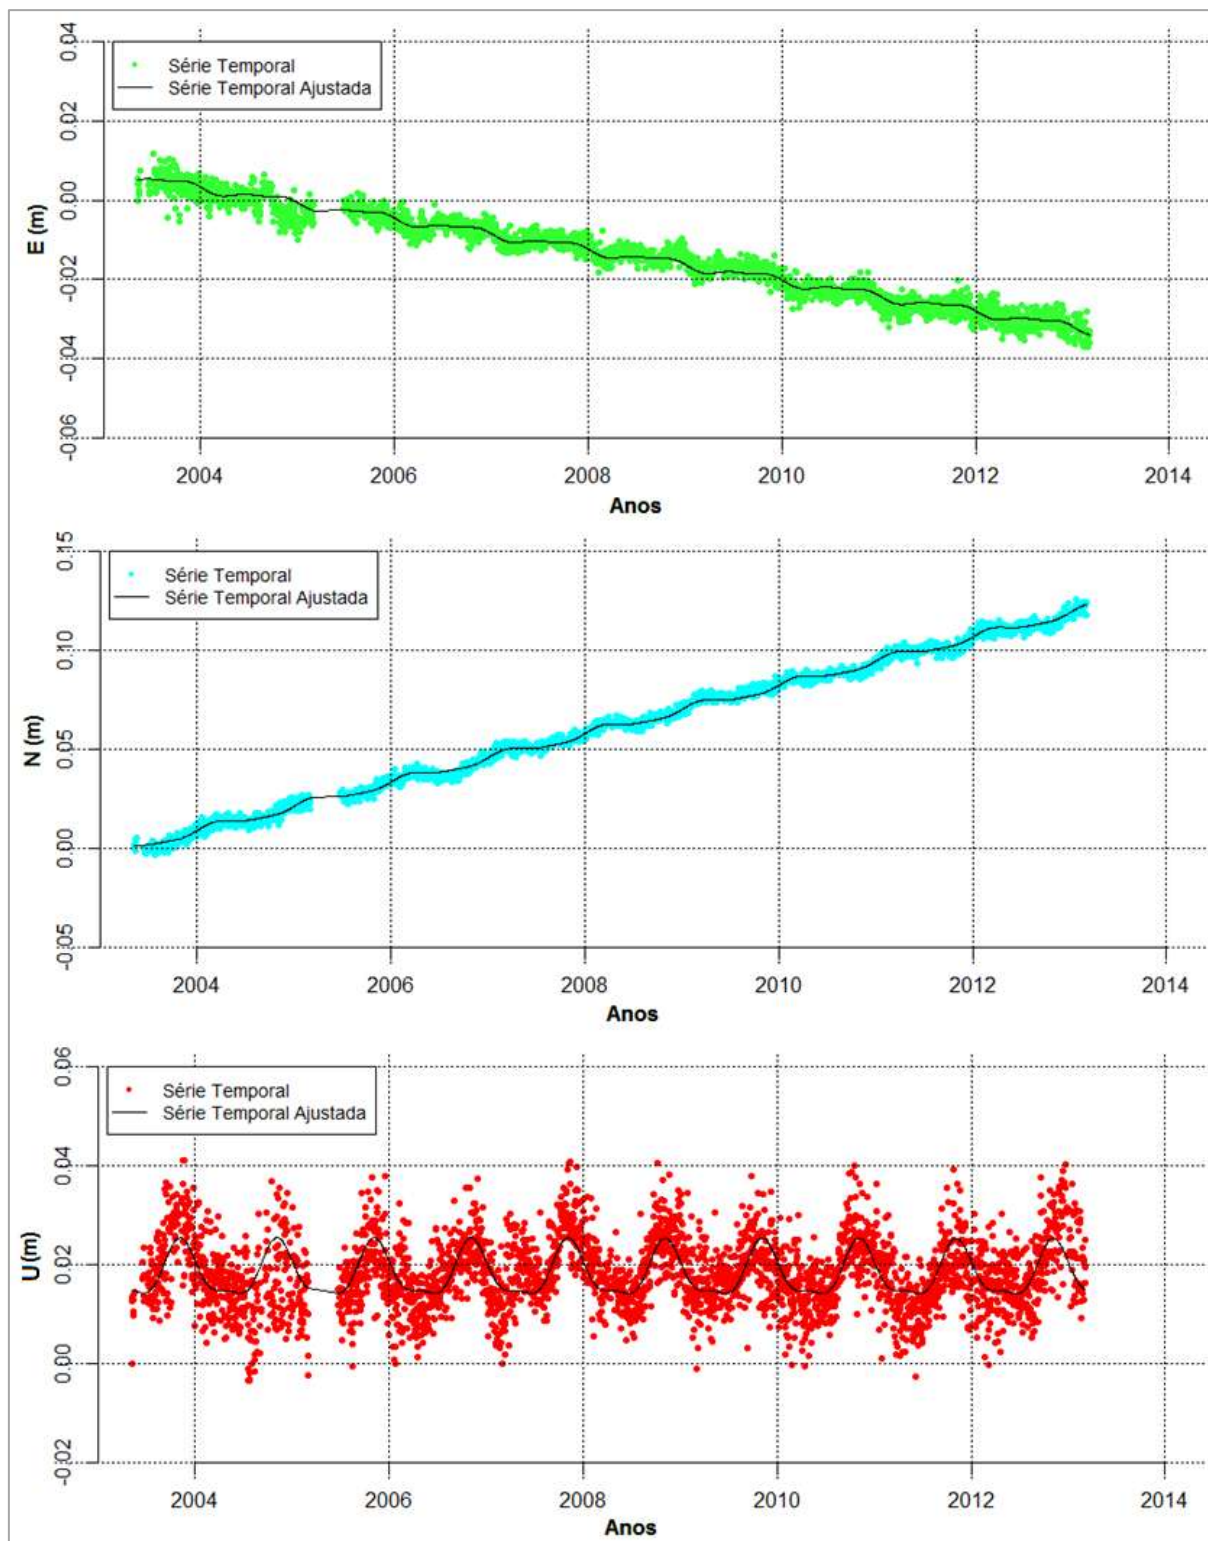 0.04
Série Temporal
Série Temporal Ajustada
0.02
0.00
E (m)
-0.02
-0.04
-0.06
2004 2006 2008 2010 2012 2014
Anos
0.15
Série Temporal
Série Temporal Ajustada
0.10
N (m)
0.05
0.00
-0.05
2004 2006 2008 2010 2012 2014
Anos
0.06
Série Temporal
Série Temporal Ajustada
0.04
U(m)
0.02
0.00
-0.02
2004 2006 2008 2010 2012 2014
Anos